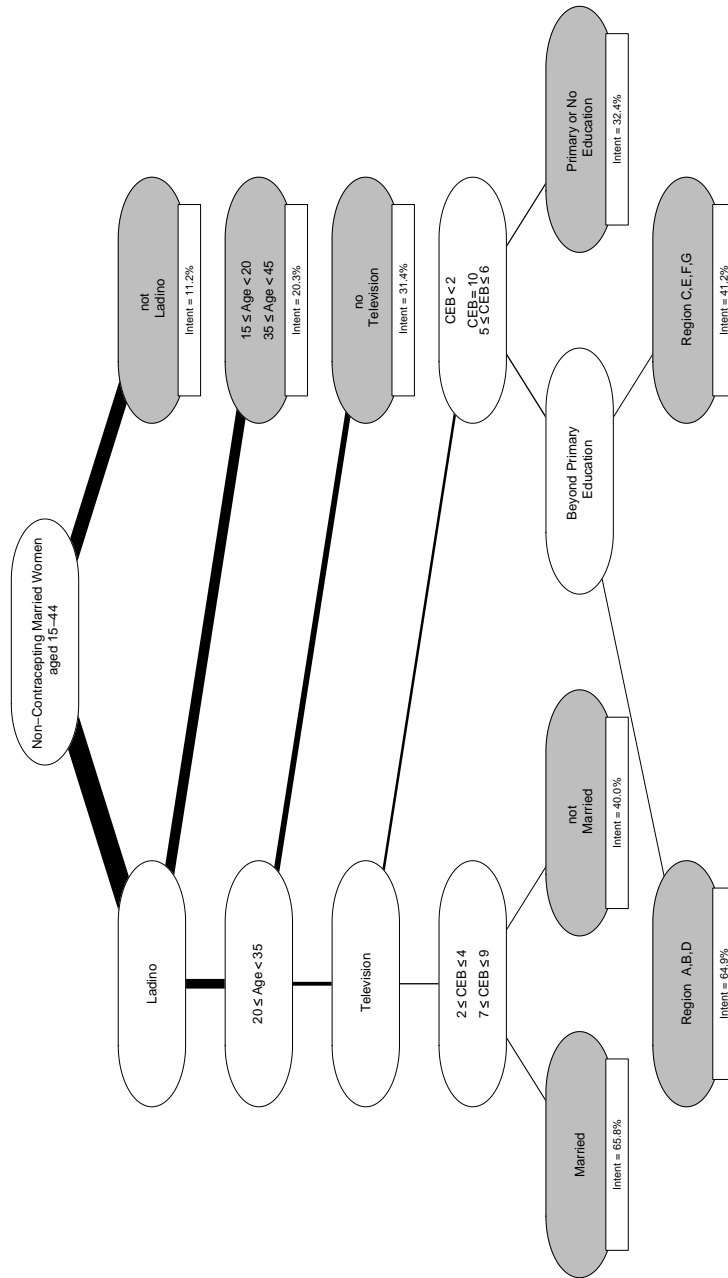 Non−Contracepting Married Women
aged 15−44
Ladino
not
Ladino
Intent = 11.2%
20 ≤ Age < 35
15 ≤ Age < 20
35 ≤ Age < 45
Intent = 20.3%
Television
no
Television
Intent = 31.4%
2 ≤ CEB ≤ 4
7 ≤ CEB ≤ 9
CEB < 2
CEB= 10
5 ≤ CEB ≤ 6
Married
Intent = 65.8%
not
Married
Intent = 40.0%
Beyond Primary
Education
Primary or No
Education
Intent = 32.4%
Region  A,B,D
Intent = 64.9%
Region C,E,F,G
Intent = 41.2%